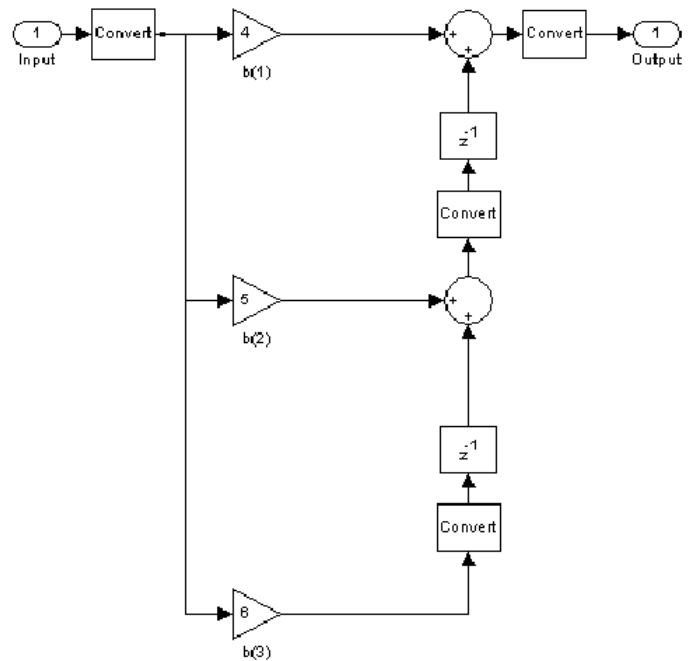 1
Convert
4
+
+
Convert
1
Input
b(1)
Output
z-1
Convert
5
+
+
b(2)
z-1
Convert
6
b(3)